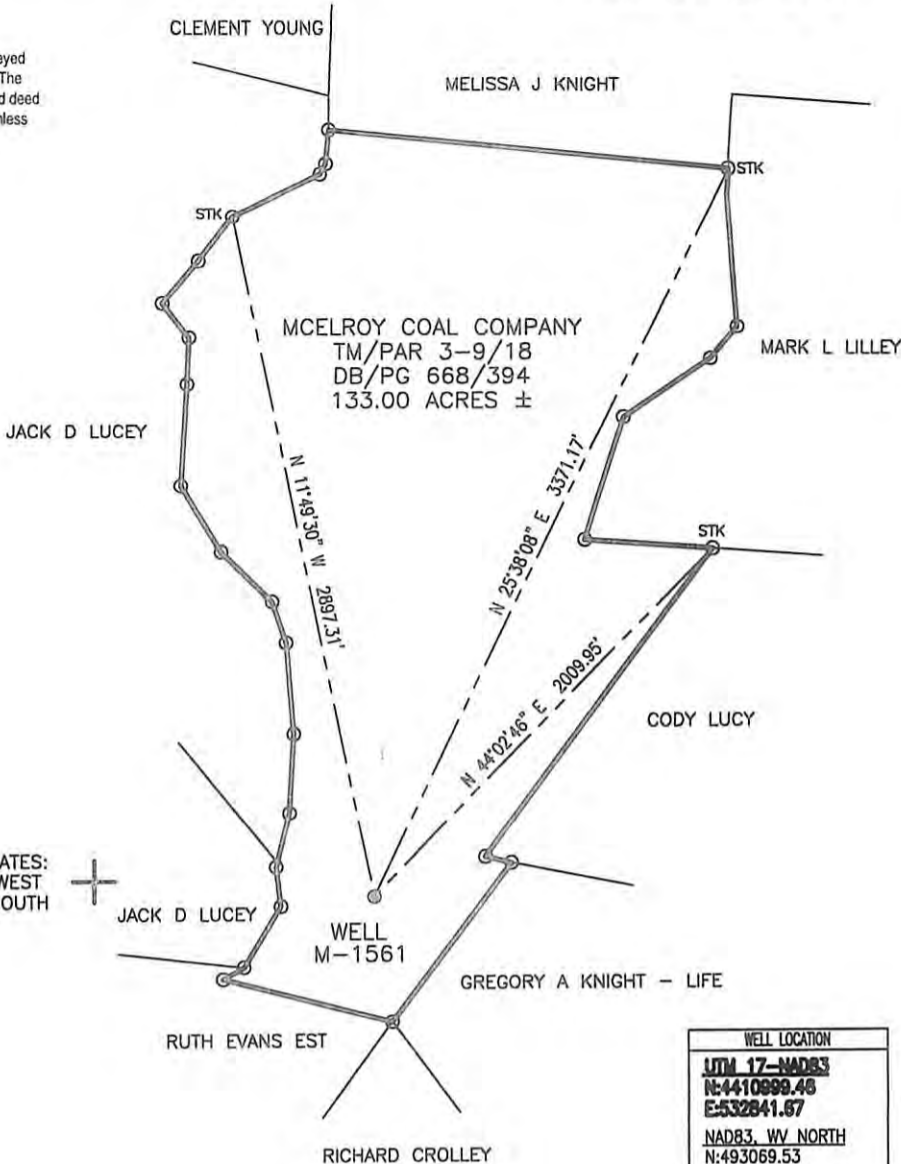 CLEMENT YOUNG
eyed
The
d deed
nless
MELISSA J KNIGHT
STK
STK
MCELROY COAL COMPANY
TM/PAR 3-9/18
DB/PG 668/394
133.00 ACRES ±
MARK L LILLEY
JACK D LUCEY
N 11°49'30" W 2897.31'
N 25°38'08" E 3371.17'
STK
N 44°02'46" E 2009.95'
CODY LUCY
ATES:
WEST
OUTH
JACK D LUCEY
WELL
M-1561
GREGORY A KNIGHT - LIFE
RUTH EVANS EST
RICHARD CROLLEY
WELL LOCATION
UTM 17-NAD83
N:4410999.46
E:532841.67
NAD83, WV NORTH
N:493069.53